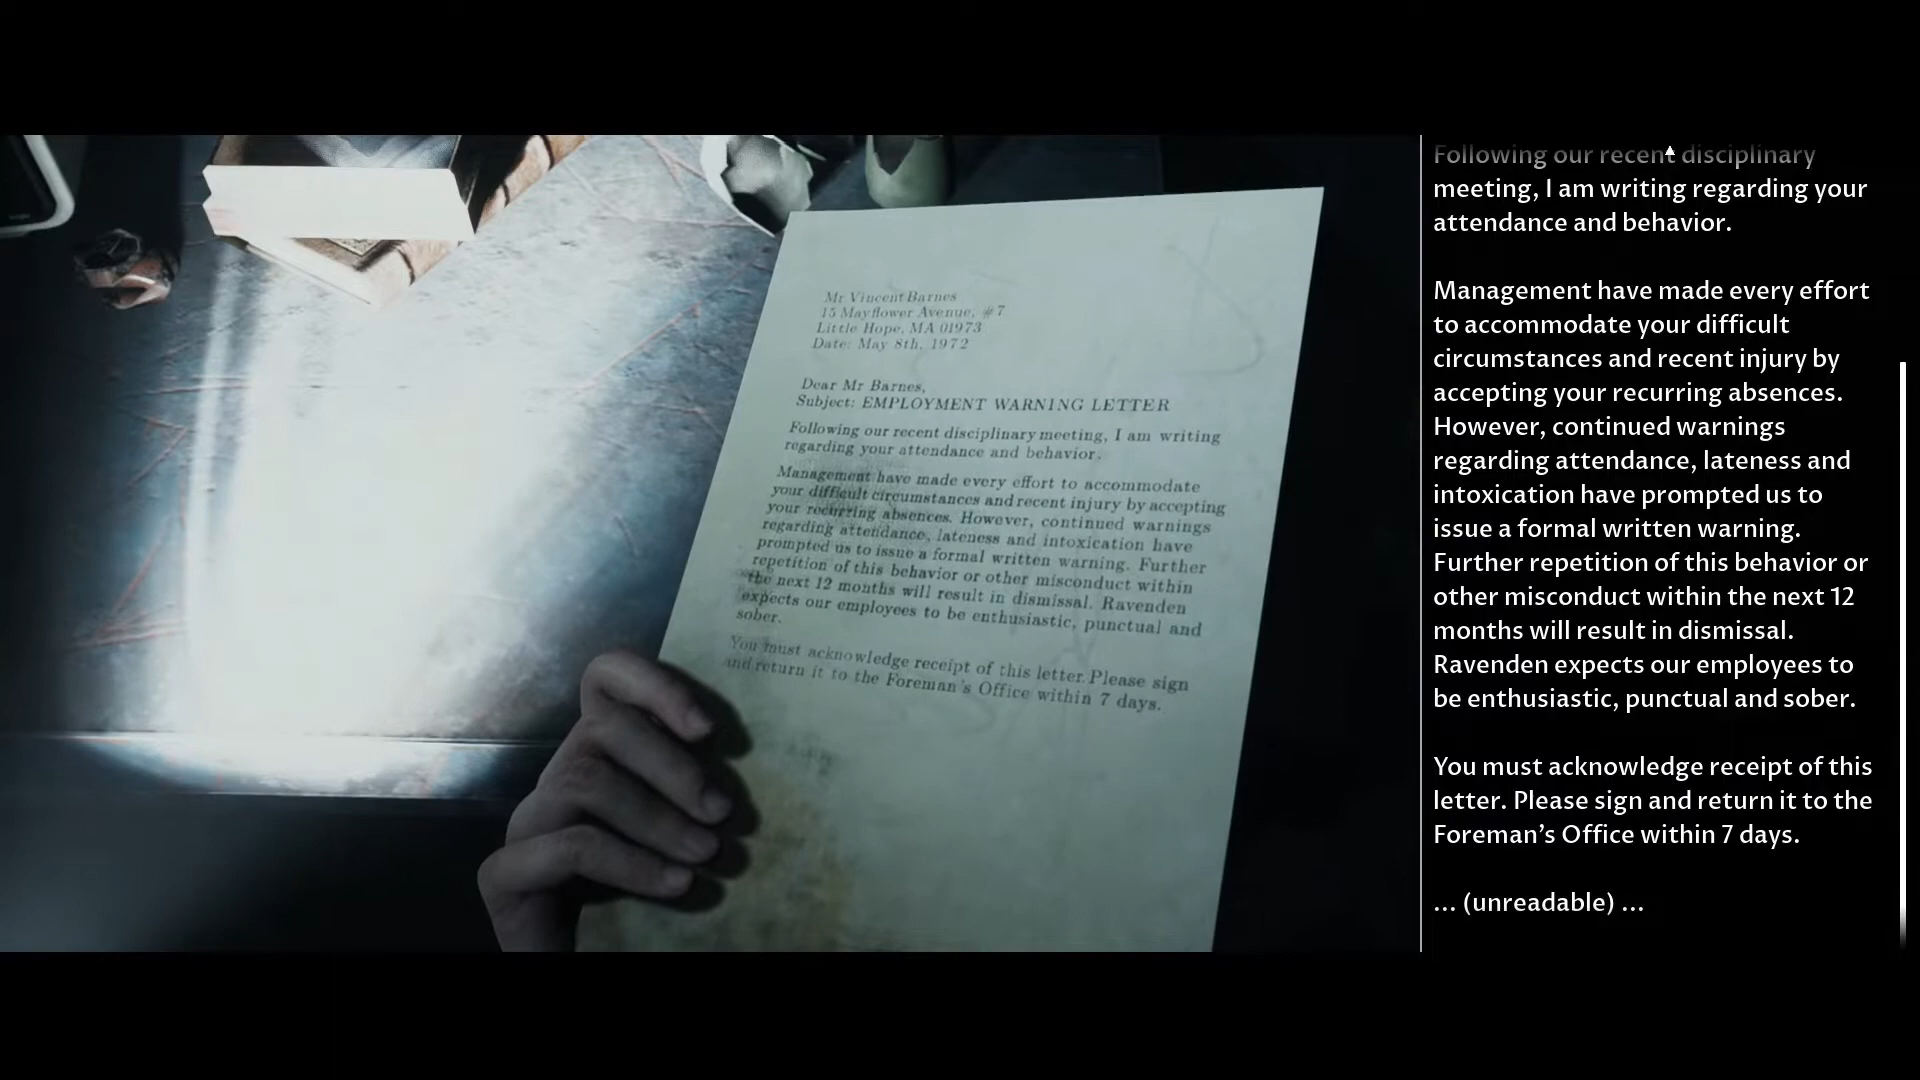 Mr Vincent Barnes
15 Mayflower Avenue, #7
Little Hope, MA 01973
Date: May 8th, 1972
Dear Mr Barnes,
Subject: EMPLOYMENT WARNING LETTER
Following our recent disciplinary meeting, I am writing
regarding your attendance and behavior.
Management have made every effort to accommodate
your difficult circumstances and recent injury by accepting
your recurring absences. However, continued warnings
regarding attendance, lateness and intoxication have
prompted us to issue a formal written warning. Further
repetition of this behavior or other misconduct within
the next 12 months will result in dismissal. Ravenden
expects our employees to be enthusiastic, punctual and
sober.
You must acknowledge receipt of this letter. Please sign
and return it to the Foreman's Office within 7 days.
Following our recent disciplinary
meeting, I am writing regarding your
attendance and behavior.
Management have made every effort
to accommodate your difficult
circumstances and recent injury by
accepting your recurring absences.
However, continued warnings
regarding attendance, lateness and
intoxication have prompted us to
issue a formal written warning.
Further repetition of this behavior or
other misconduct within the next 12
months will result in dismissal.
Ravenden expects our employees to
be enthusiastic, punctual and sober.
You must acknowledge receipt of this
letter. Please sign and return it to the
Foreman's Office within 7 days.
... (unreadable) ...